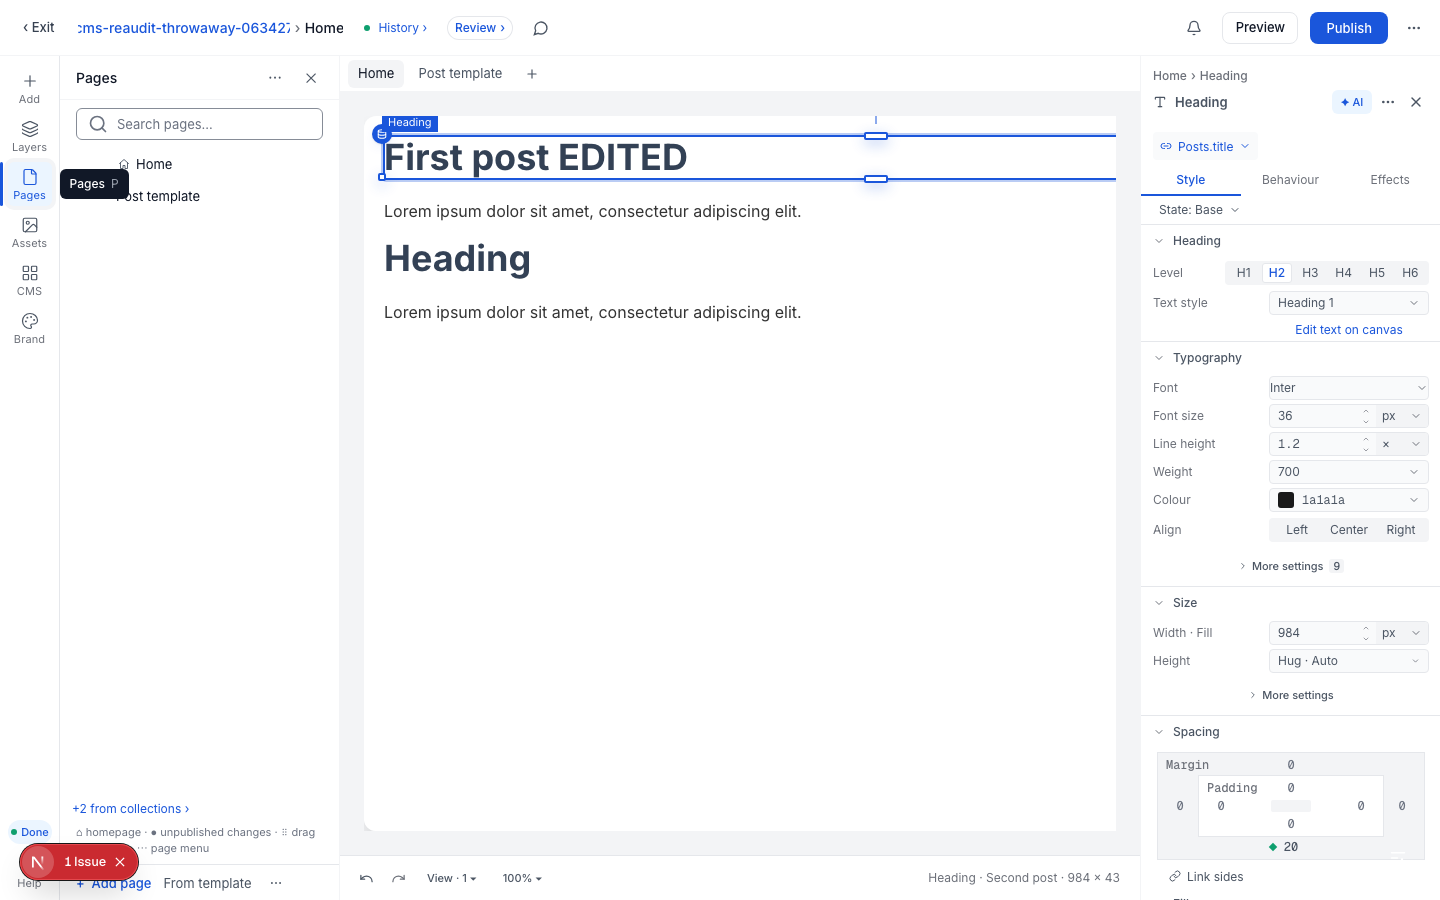 ‹ Exit
cms-reaudit-throwaway-063427 › Home
History ›
Review ›
Preview
Publish
Add
Layers
Pages
Assets
CMS
Brand
Done
Help
Pages
Search pages...
Home
Post template
Pages P
+2 from collections ›
⌂ homepage · ● unpublished changes · ⠿ drag
··· page menu
1 Issue
+ Add page
From template
Home
Post template
Heading
First post EDITED
Lorem ipsum dolor sit amet, consectetur adipiscing elit.
Heading
Lorem ipsum dolor sit amet, consectetur adipiscing elit.
View · 1
100%
Heading · Second post · 984 × 43
Home › Heading
Heading
AI
Posts.title
Style
Behaviour
Effects
State: Base
Heading
Level
H1 H2 H3 H4 H5 H6
Text style
Heading 1
Edit text on canvas
Typography
Font
Inter
Font size
36
px
Line height
1.2
×
Weight
700
Colour
1a1a1a
Align
Left Center Right
More settings 9
Size
Width · Fill
984
px
Height
Hug · Auto
More settings
Spacing
Margin 0
Padding 0
0 0 0 0
0
20
Link sides